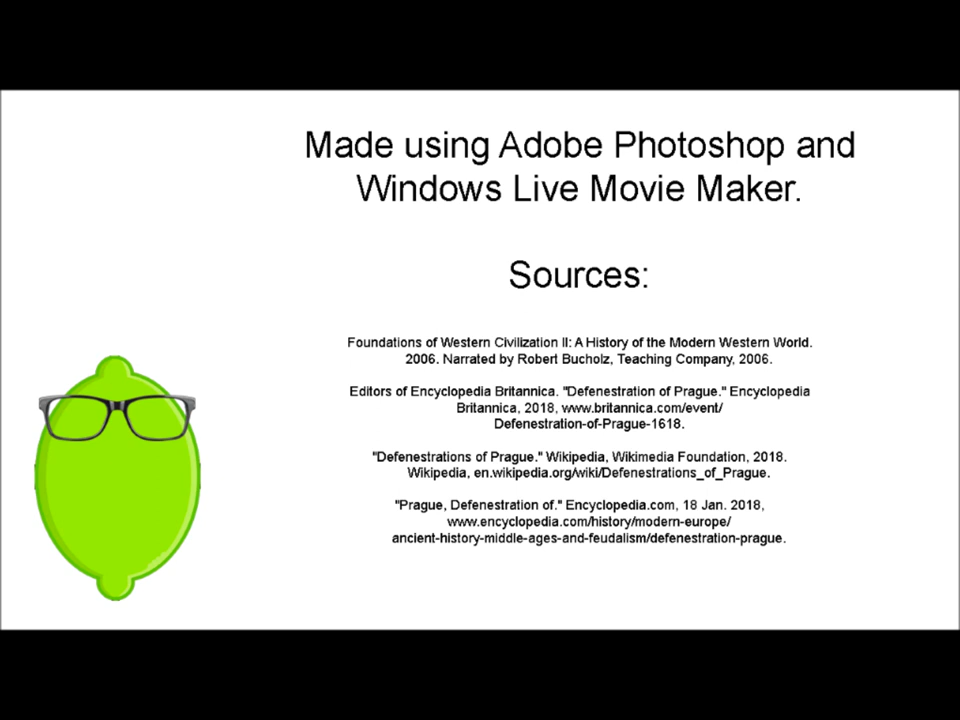 Made using Adobe Photoshop and
Windows Live Movie Maker.
Sources:
Foundations of Western Civilization II: A History of the Modern Western World.
2006. Narrated by Robert Bucholz, Teaching Company, 2006.
Editors of Encyclopedia Britannica. "Defenestration of Prague." Encyclopedia
Britannica, 2018, www.britannica.com/event/
Defenestration-of-Prague-1618.
"Defenestrations of Prague." Wikipedia, Wikimedia Foundation, 2018.
Wikipedia, en.wikipedia.org/wiki/Defenestrations_of_Prague.
"Prague, Defenestration of." Encyclopedia.com, 18 Jan. 2018,
www.encyclopedia.com/history/modern-europe/
ancient-history-middle-ages-and-feudalism/defenestration-prague.